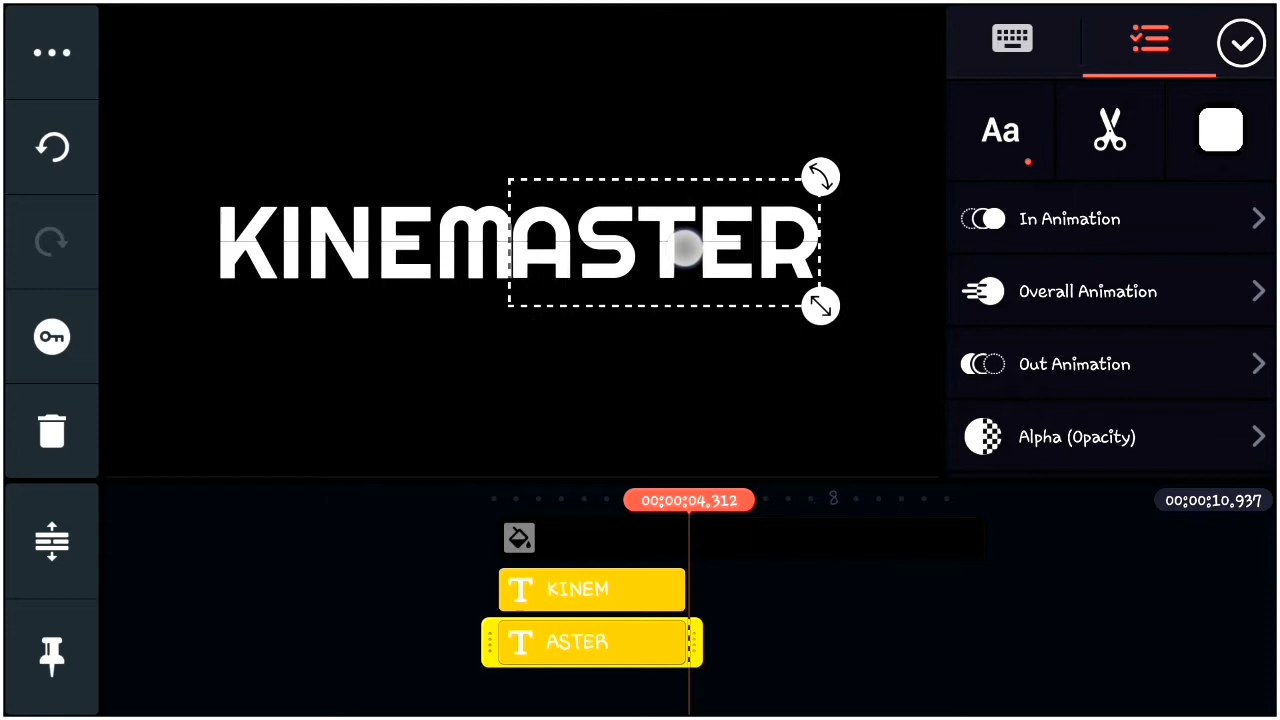 KINEMASTER
Aa
In Animation
Overall Animation
Out Animation
Alpha (Opacity)
00:00:04.312
8
00:00:10.937
T KINEM
T ASTER